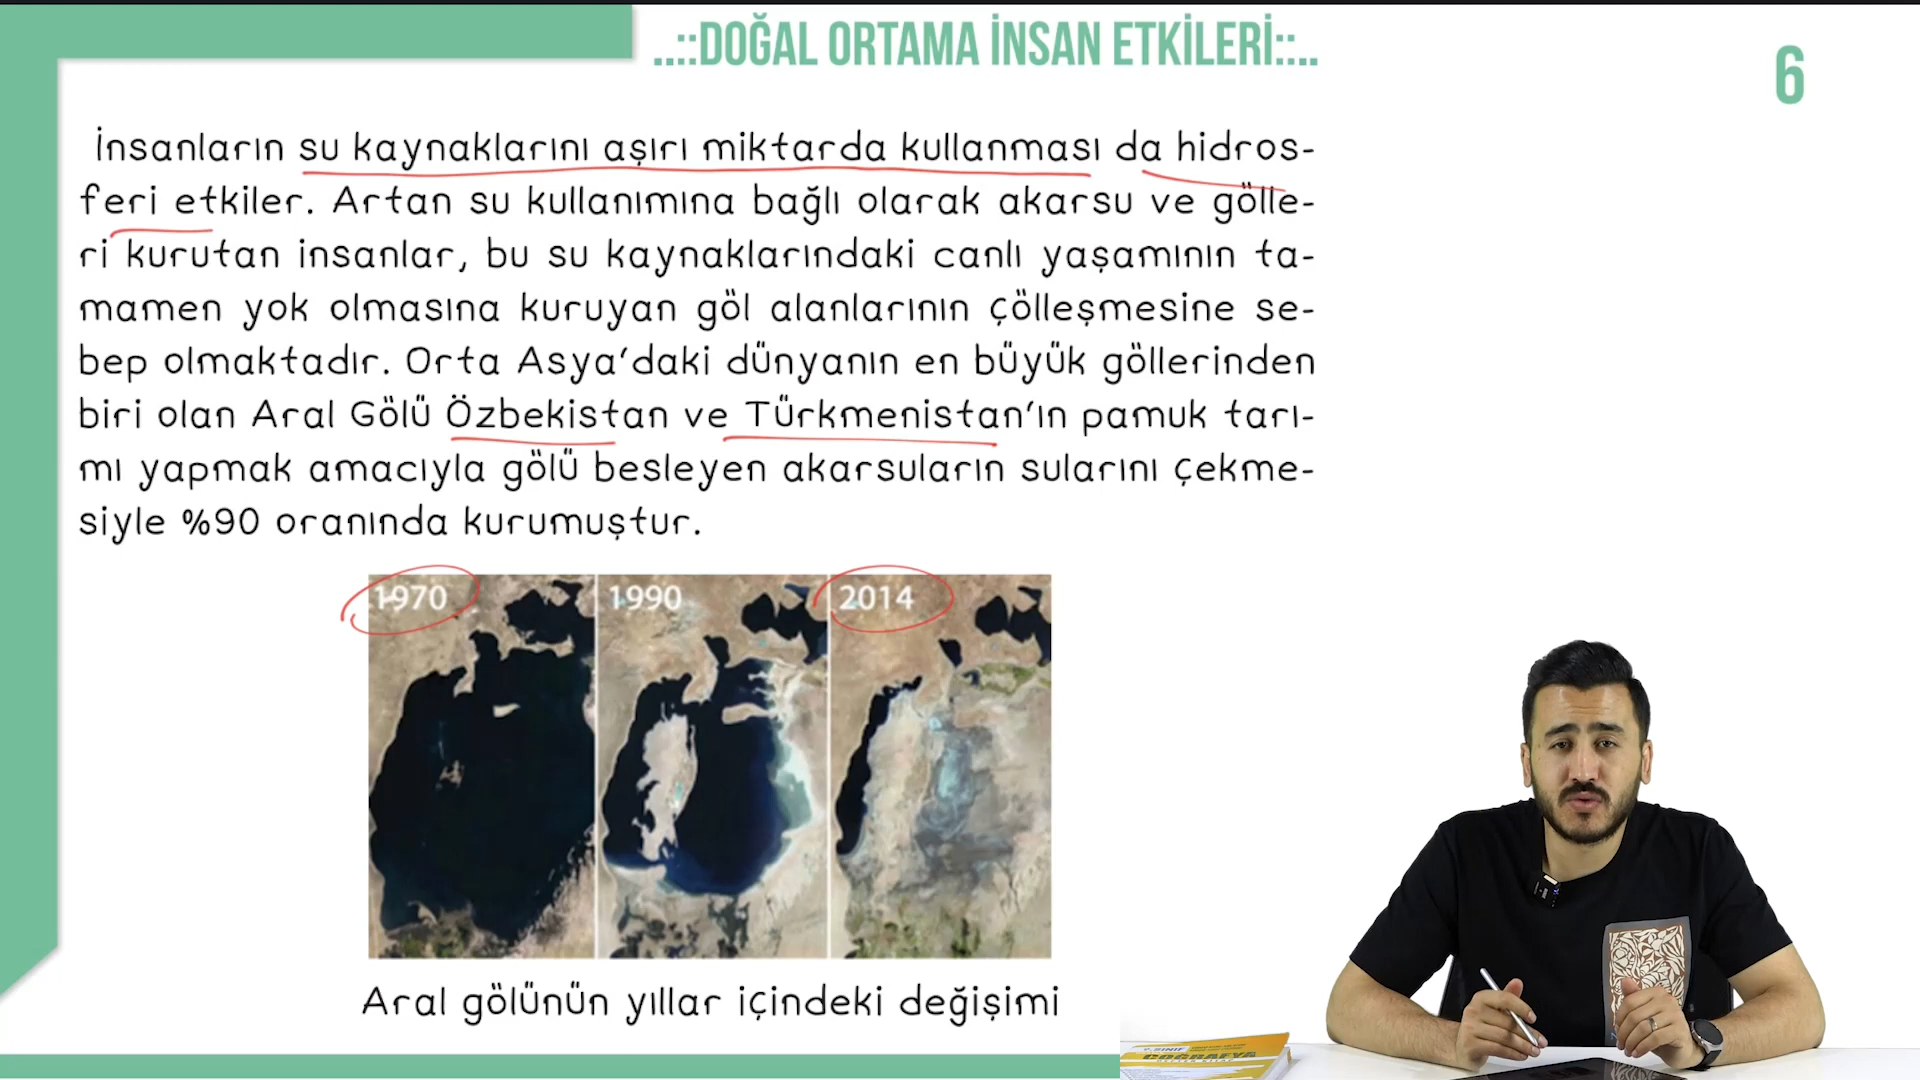 ..::DOĞAL ORTAMA İNSAN ETKİLERİ::..
6
İnsanların su kaynaklarını aşırı miktarda kullanması da hidros-
feri etkiler. Artan su kullanımına bağlı olarak akarsu ve gölle-
ri kurutan insanlar, bu su kaynaklarındaki canlı yaşamının ta-
mamen yok olmasına kuruyan göl alanlarının çölleşmesine se-
bep olmaktadır. Orta Asya'daki dünyanın en büyük göllerinden
biri olan Aral Gölü Özbekistan ve Türkmenistan'ın pamuk tarı-
mı yapmak amacıyla gölü besleyen akarsuların sularını çekme-
siyle %90 oranında kurumuştur.
1970 1990 2014
Aral gölünün yıllar içindeki değişimi
COĞRAFYA